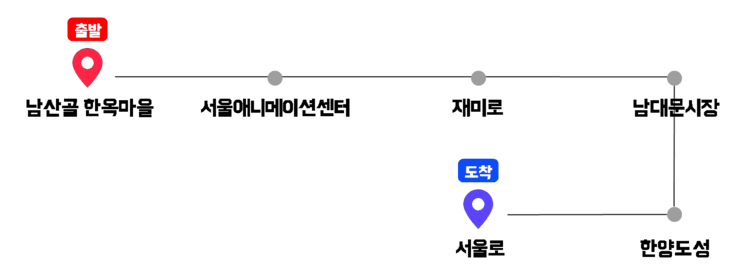 출발
남산골 한옥마을
서울애니메이션센터
재미로
남대문시장
도착
서울로
한양도성